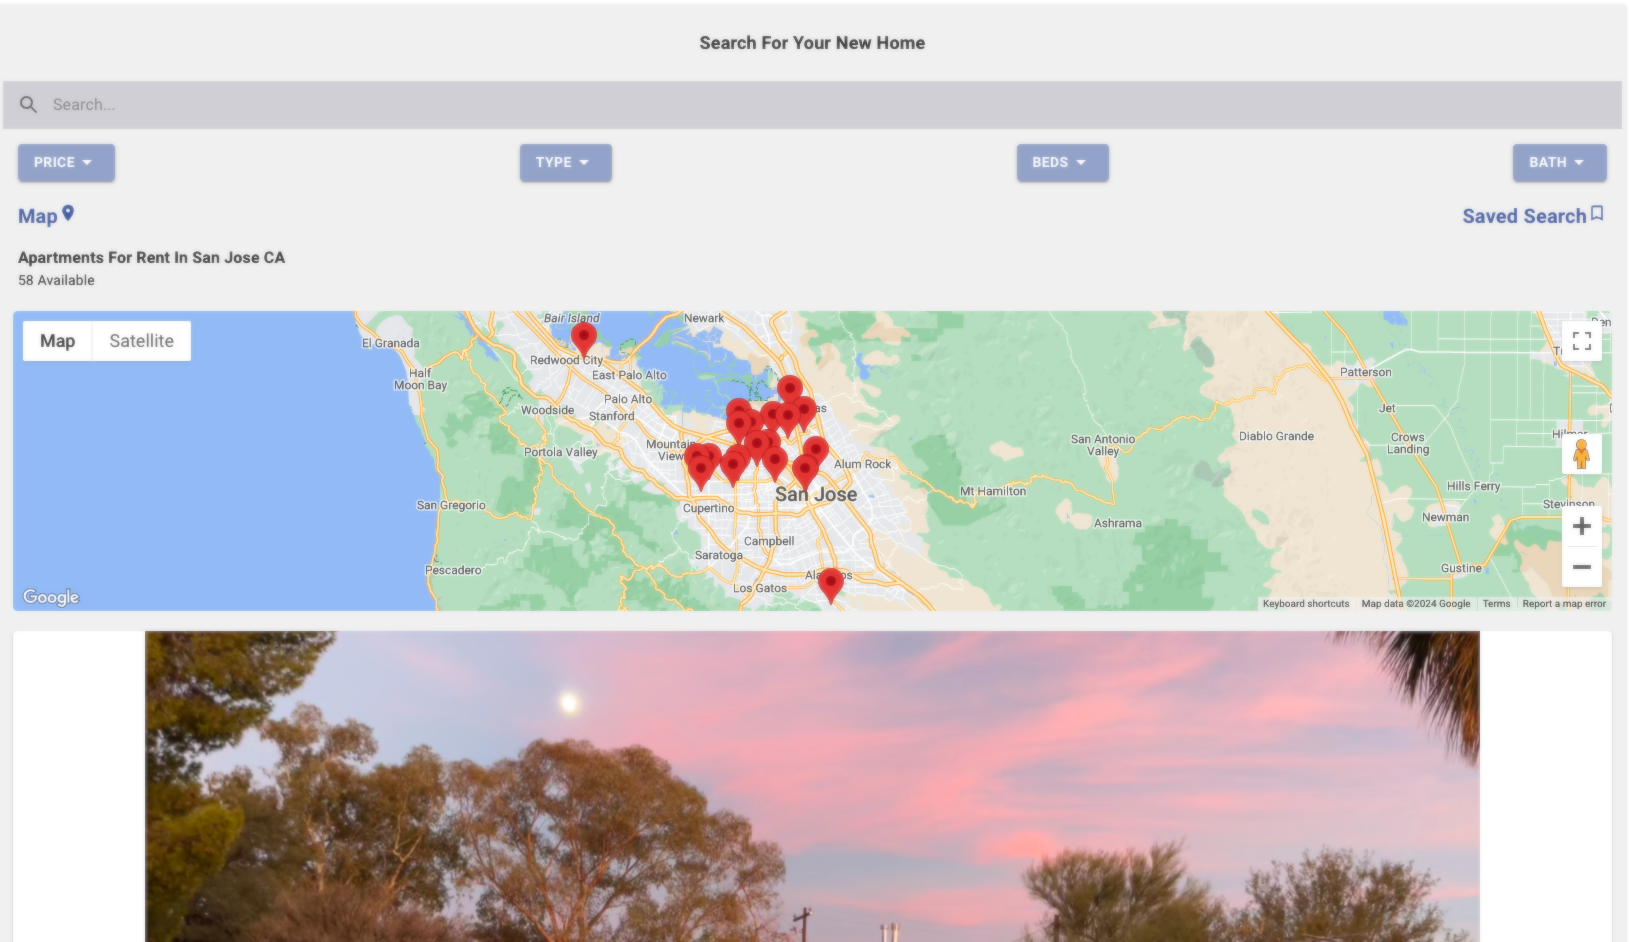 Search For Your New Home
Search...
PRICE
TYPE
BEDS
BATH
Map
Saved Search
Apartments For Rent In San Jose CA
58 Available
Map
Satellite
Bair Island
Newark
El Granada
Redwood City
Half
Moon Bay
East Palo Alto
Patterson
Palo Alto
Woodside
Stanford
Jet
Mountain
View
Portola Valley
San Antonio
Valley
Diablo Grande
Crows
Landing
Alum Rock
San Jose
Mt Hamilton
Hills Ferry
San Gregorio
Cupertino
Stevinson
Newman
Ashrama
Campbell
Saratoga
Pescadero
Los Gatos
Gustine
Google
Keyboard shortcuts
Map data ©2024 Google
Terms
Report a map error